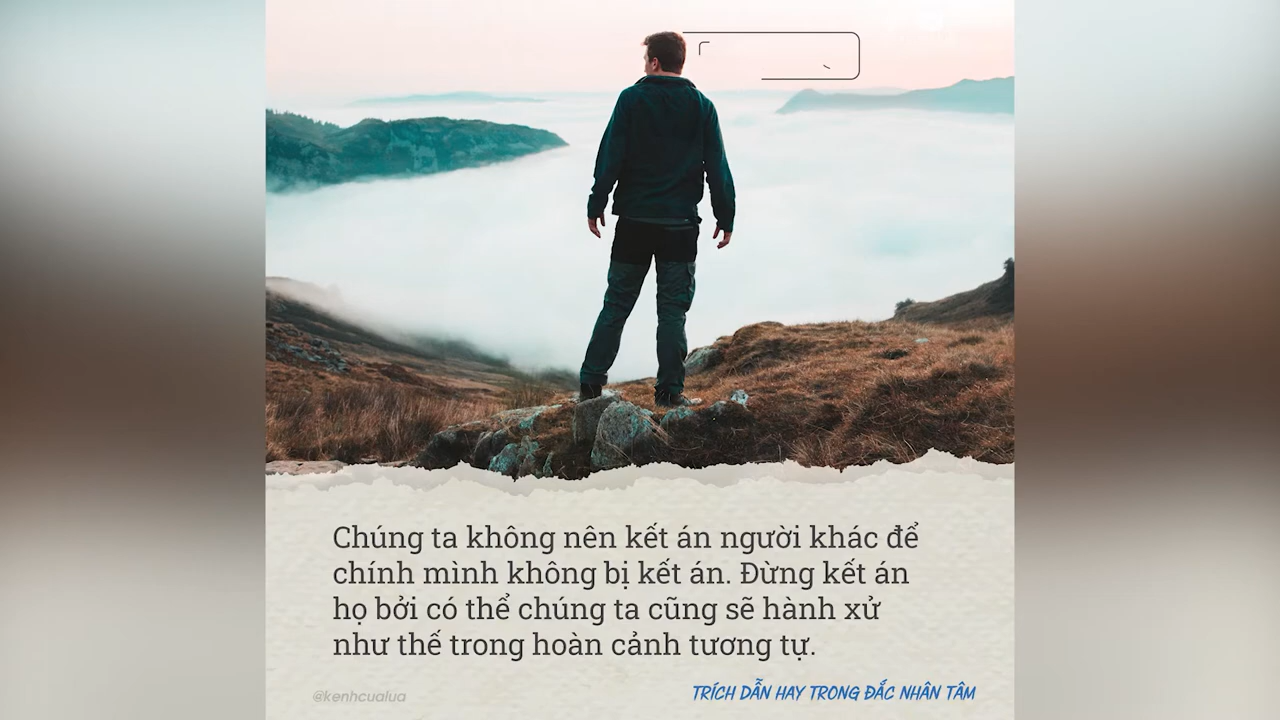 Chúng ta không nên kết án người khác để
chính mình không bị kết án. Đừng kết án
họ bởi có thể chúng ta cũng sẽ hành xử
như thế trong hoàn cảnh tương tự.
@kenhcualua
TRÍCH DẪN HAY TRONG ĐẮC NHÂN TÂM